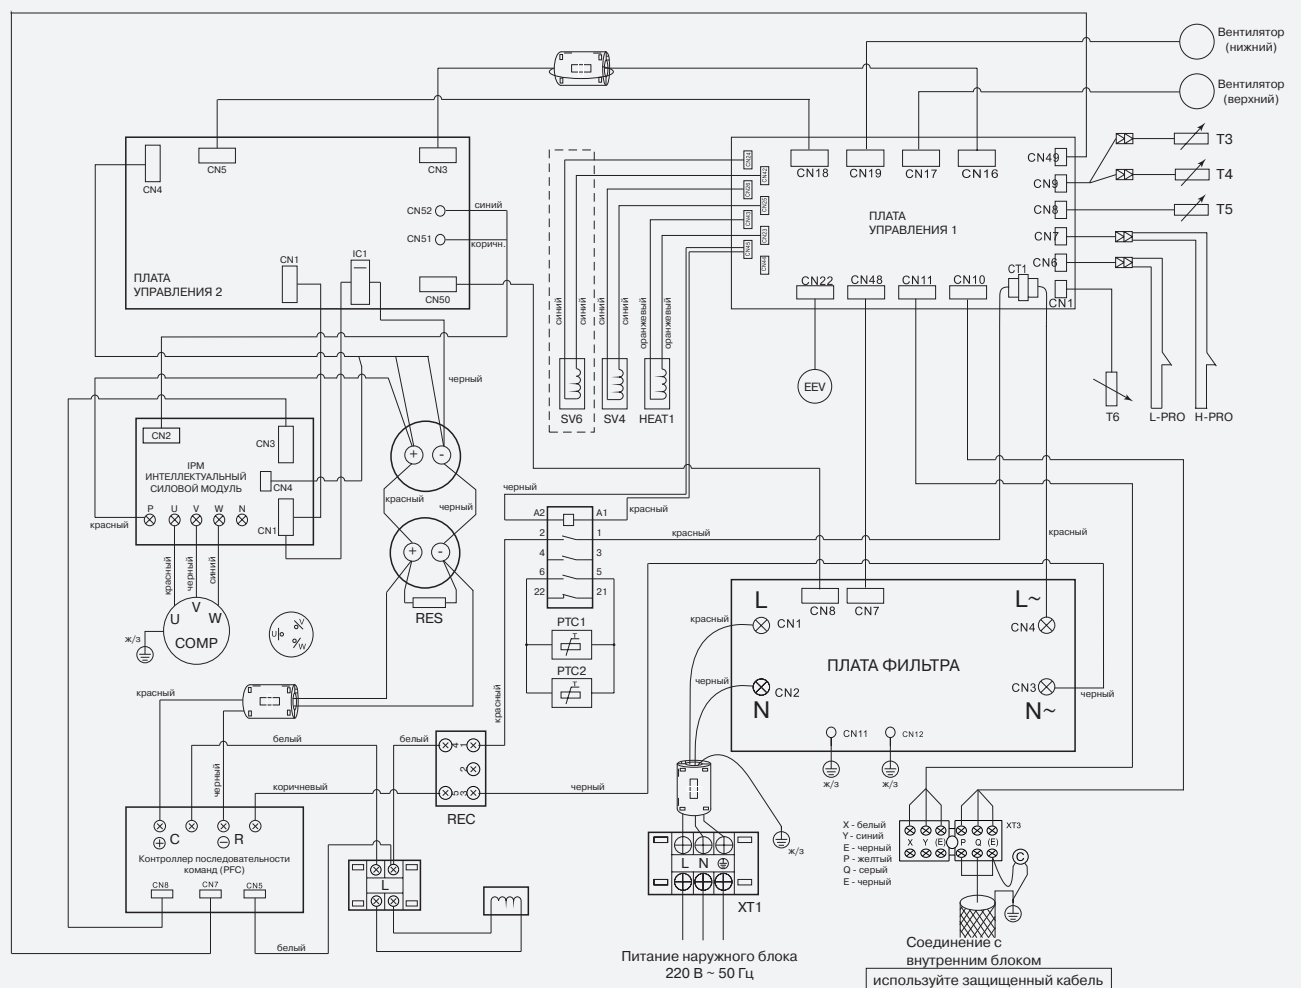 Вентилятор
(нижний)
Вентилятор
(верхний)
CN4
CN5
CN3
CN52
синий
CN51
коричн.
CN1
IC1
CN50
ПЛАТА
УПРАВЛЕНИЯ 2
CN18
CN19
CN17
CN16
CN49
CN9
CN8
CN7
CN6
CN1
CT1
T3
T4
T5
ПЛАТА
УПРАВЛЕНИЯ 1
CN22
CN48
CN11
CN10
синий
синий
синий
синий
оранжевый
оранжевый
SV6
SV4
HEAT1
EEV
T6
L-PRO
H-PRO
черный
CN2
CN3
IPM
ИНТЕЛЛЕКТУАЛЬНЫЙ
СИЛОВОЙ МОДУЛЬ
CN4
P
U
V
W
N
CN1
красный
красный
черный
синий
+
-
красный
черный
+
-
RES
U
V
W
COMP
ж/з
U
V
W
черный
красный
A2
A1
2
1
4
3
6
5
22
21
красный
PTC1
PTC2
красный
L
CN8
CN7
L~
CN1
CN4
красный
красный
ПЛАТА ФИЛЬТРА
черный
CN2
N
CN3
N~
черный
CN11
CN12
ж/з
ж/з
красный
белый
белый
черный
коричневый
4
1
2
5
3
REC
черный
C
R
Контроллер последовательности
команд (PFC)
CN8
CN7
CN5
белый
L
L
N
ж/з
XT1
Питание наружного блока
220 В ~ 50 Гц
X - белый
Y - синий
E - черный
P - желтый
Q - серый
E - черный
X
Y
(E)
P
Q
(E)
XT3
C
Соединение с
внутренним блоком
используйте защищенный кабель